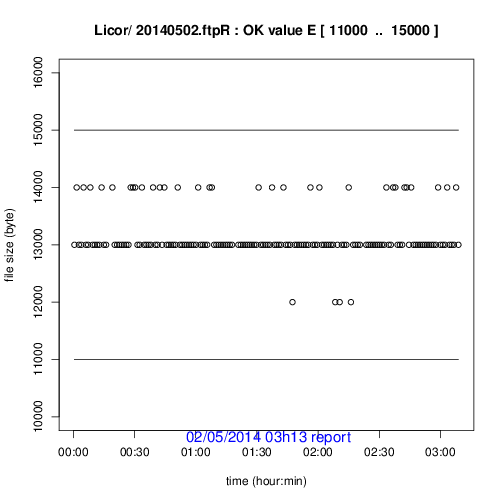 Licor/ 20140502.ftpR : OK value E [ 11000 .. 15000 ]
file size (byte)
16000
15000
14000
13000
12000
11000
10000
02/05/2014 03h13 report
00:00 00:30 01:00 01:30 02:00 02:30 03:00
time (hour:min)